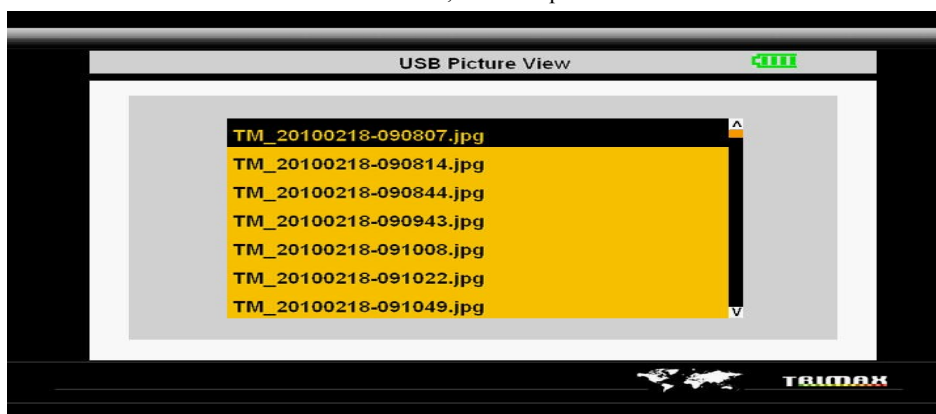 USB Picture View
TM_20100218-090807.jpg
TM_20100218-090814.jpg
TM_20100218-090844.jpg
TM_20100218-090943.jpg
TM_20100218-091008.jpg
TM_20100218-091022.jpg
TM_20100218-091049.jpg
TRIMAX